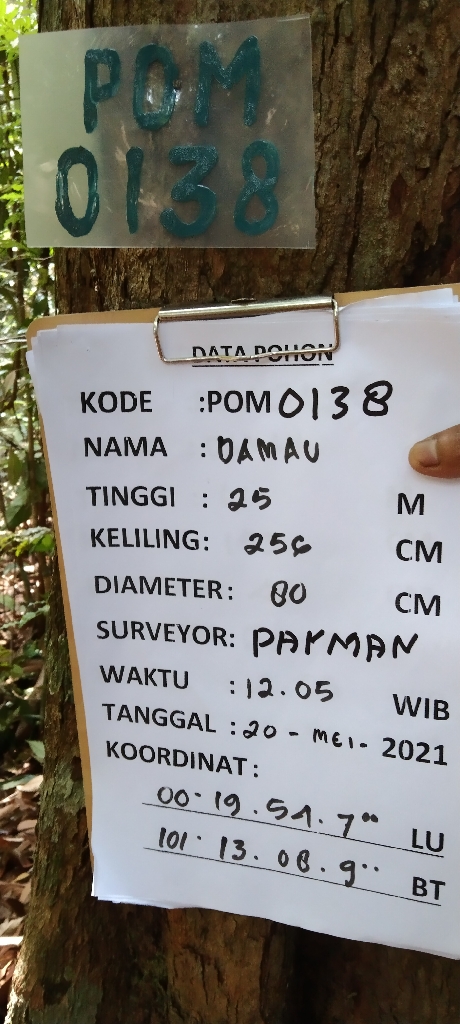 POM
0138
DATA POHON
KODE :POM 0138
NAMA : DAMAU
TINGGI : 25 M
KELILING: 256 CM
DIAMETER: 80 CM
SURVEYOR: PAYMAN
WAKTU : 12.05 WIB
TANGGAL : 20 - MEI - 2021
KOORDINAT:
00· 19. 54. 7" LU
101· 13. 08. 9" BT